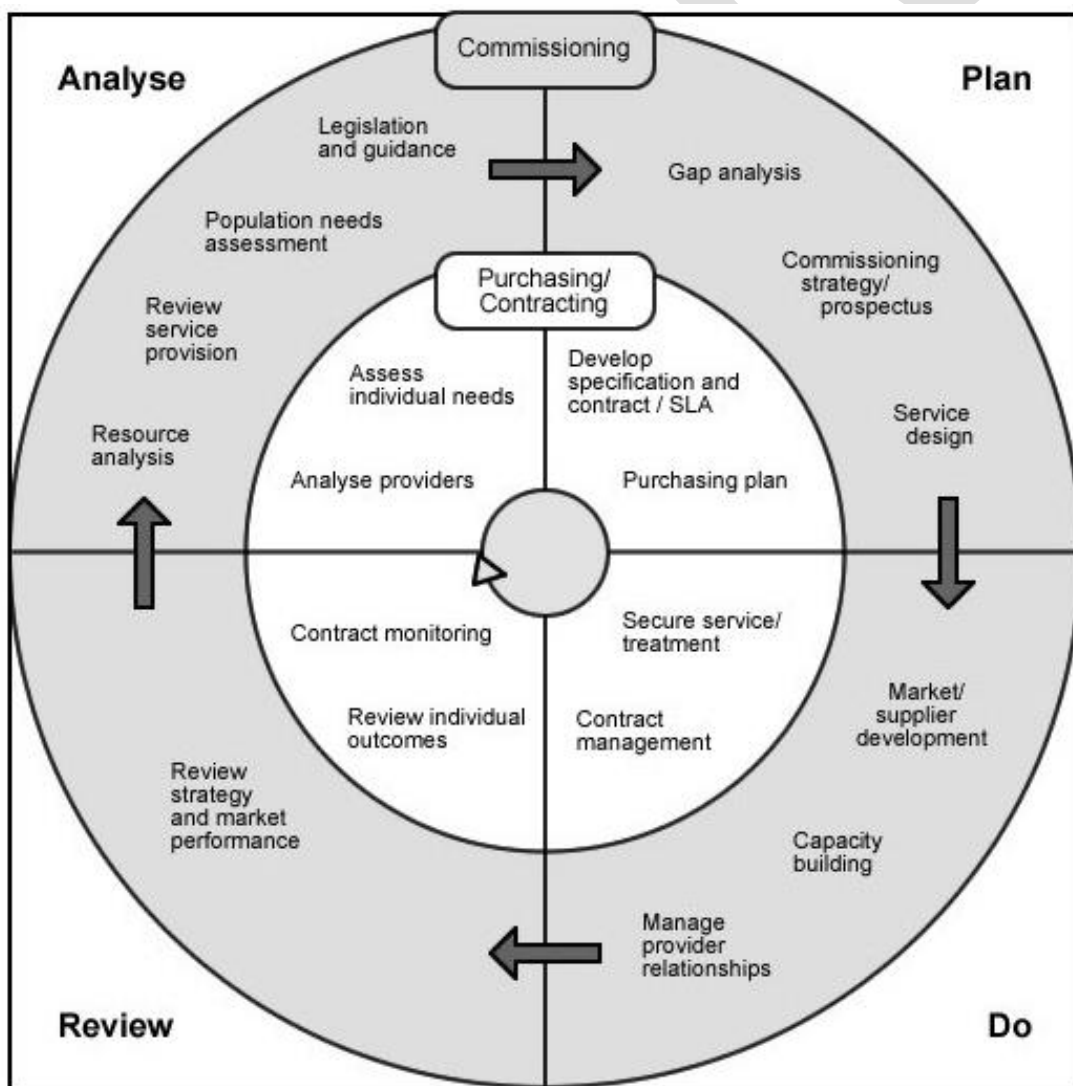 Commissioning
Analyse
Plan
Legislation
and guidance
Gap analysis
Population needs
assessment
Commissioning
strategy/
prospectus
Purchasing/
Contracting
Review
service
provision
Assess
individual needs
Develop
specification and
contract / SLA
Resource
analysis
Service
design
Analyse providers
Purchasing plan
Contract monitoring
Secure service/
treatment
Review individual
outcomes
Contract
management
Market/
supplier
development
Review
strategy
and market
performance
Capacity
building
Manage
provider
relationships
Review
Do